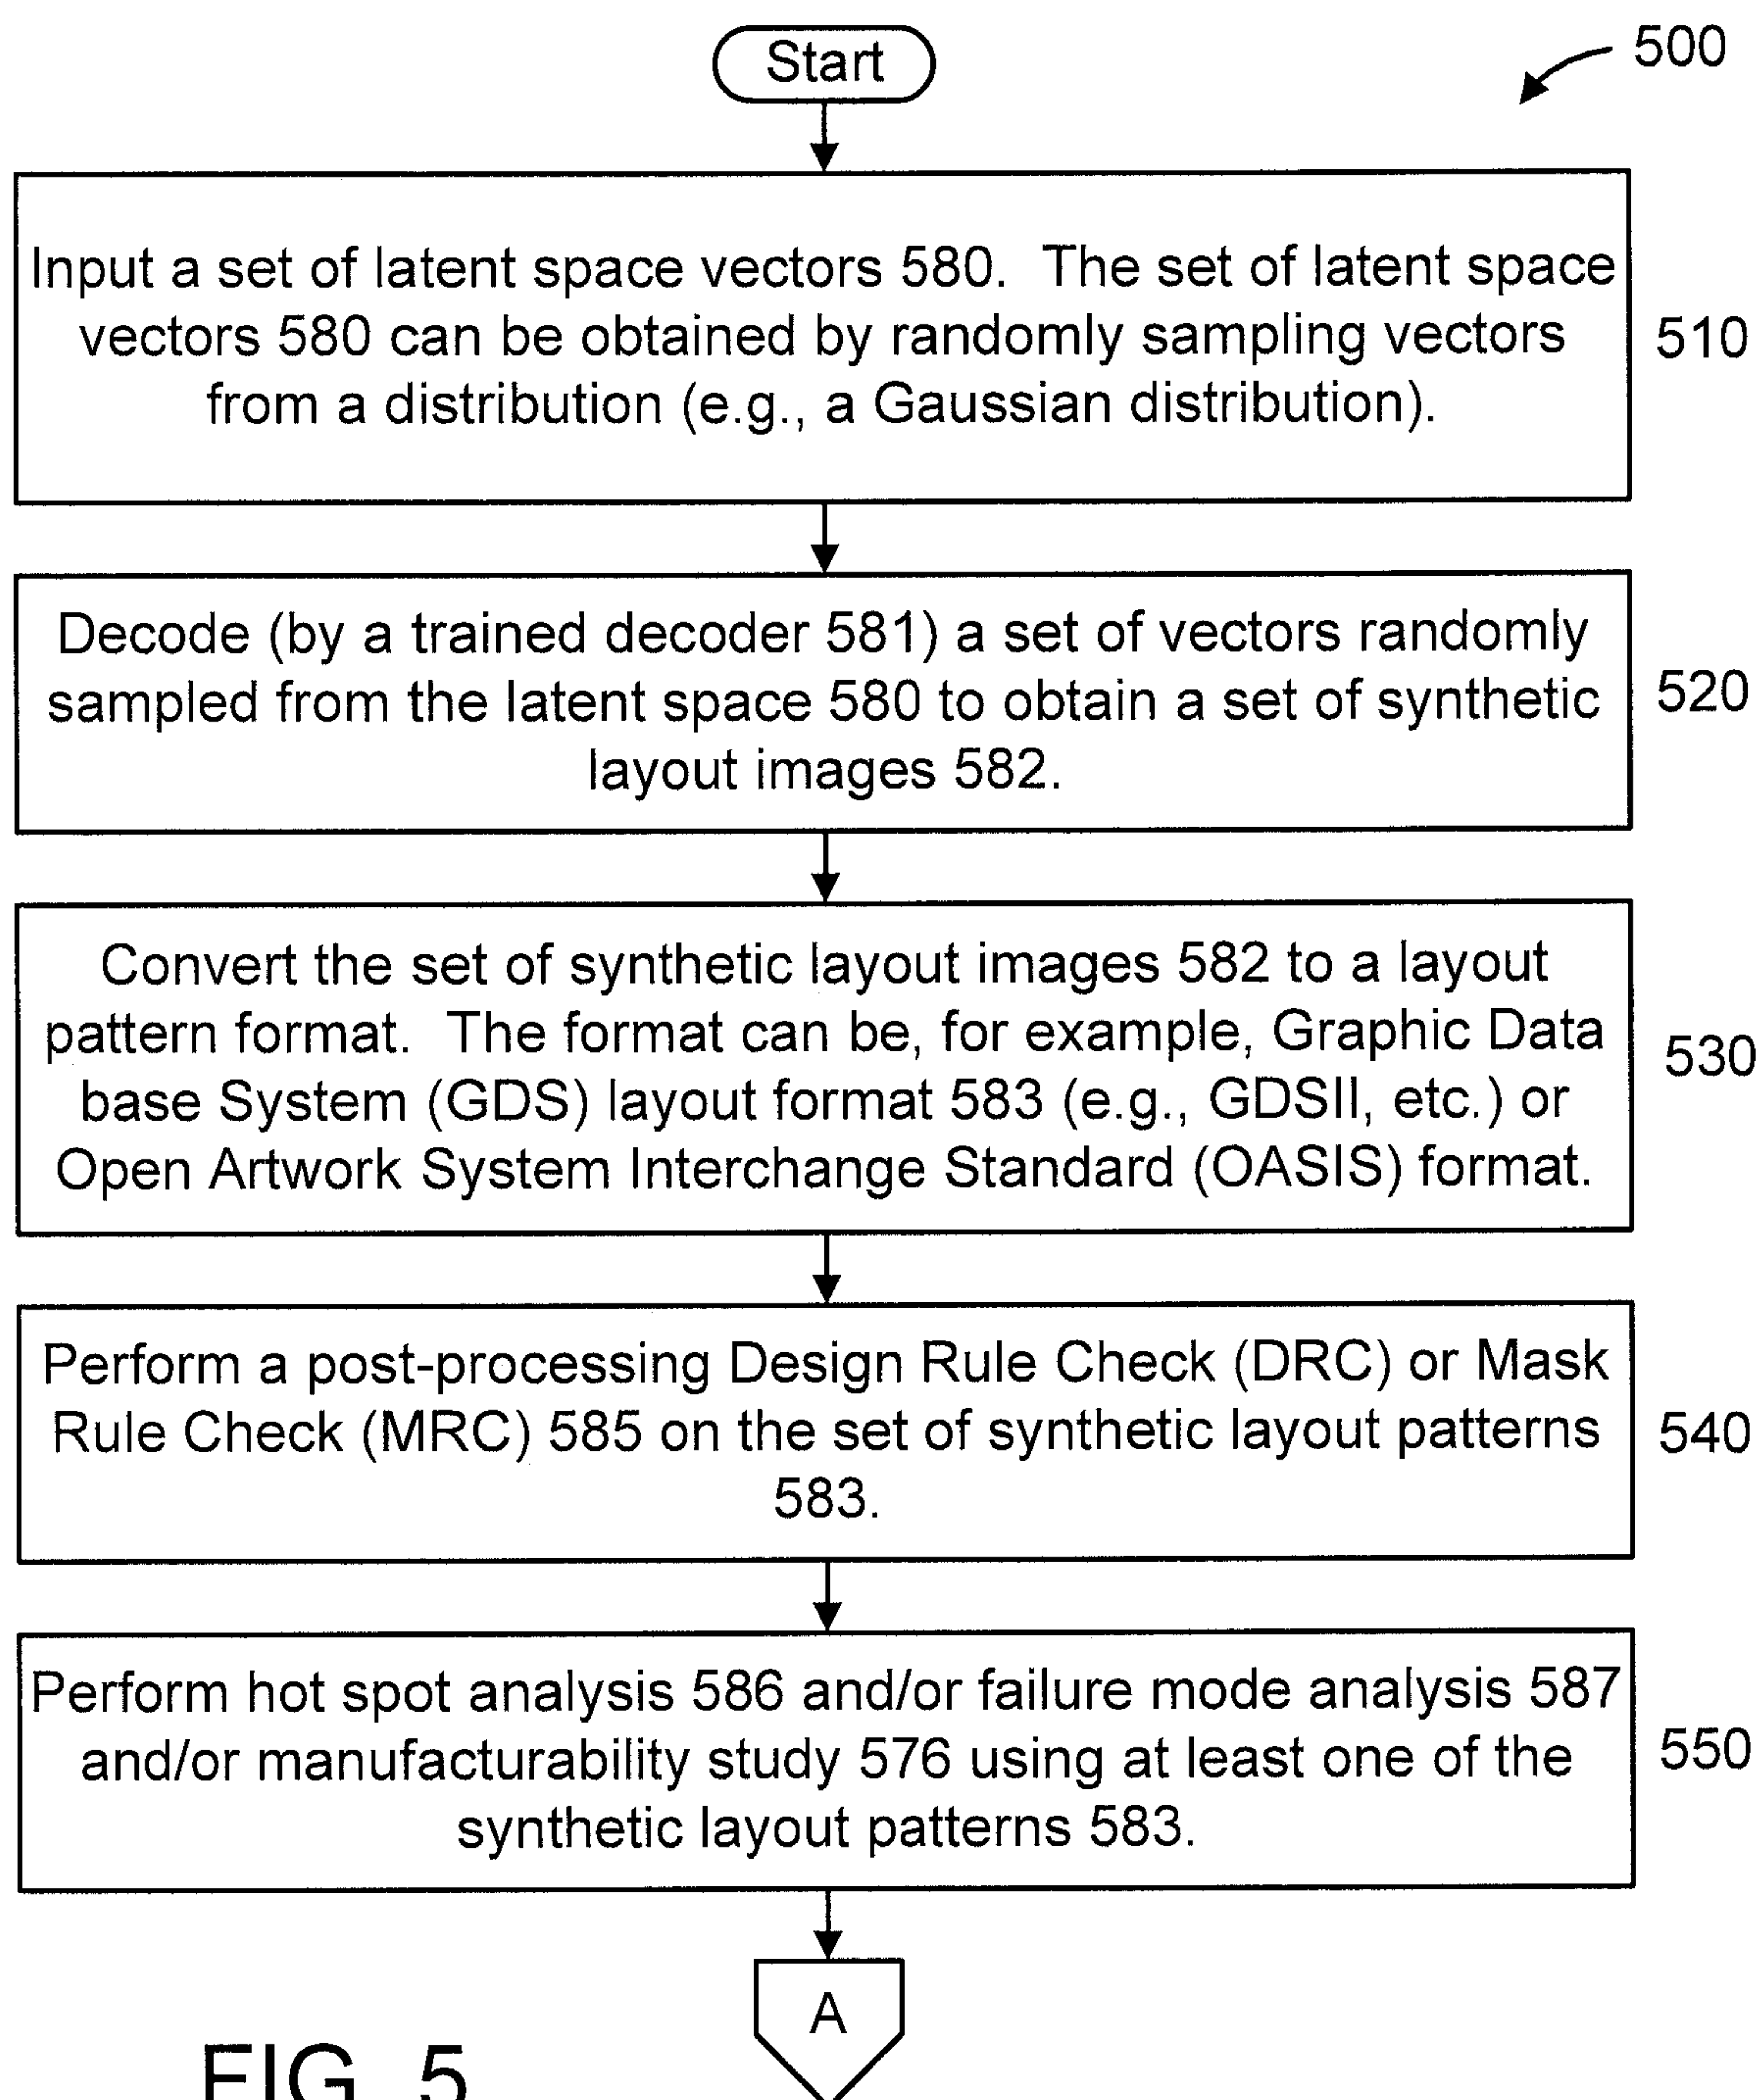 Start
500
Input a set of latent space vectors 580. The set of latent space
vectors 580 can be obtained by randomly sampling vectors
from a distribution (e.g., a Gaussian distribution).
510
Decode (by a trained decoder 581) a set of vectors randomly
sampled from the latent space 580 to obtain a set of synthetic
layout images 582.
520
Convert the set of synthetic layout images 582 to a layout
pattern format. The format can be, for example, Graphic Data
base System (GDS) layout format 583 (e.g., GDSII, etc.) or
Open Artwork System Interchange Standard (OASIS) format.
530
Perform a post-processing Design Rule Check (DRC) or Mask
Rule Check (MRC) 585 on the set of synthetic layout patterns
583.
540
Perform hot spot analysis 586 and/or failure mode analysis 587
and/or manufacturability study 576 using at least one of the
synthetic layout patterns 583.
550
A
FIG. 5